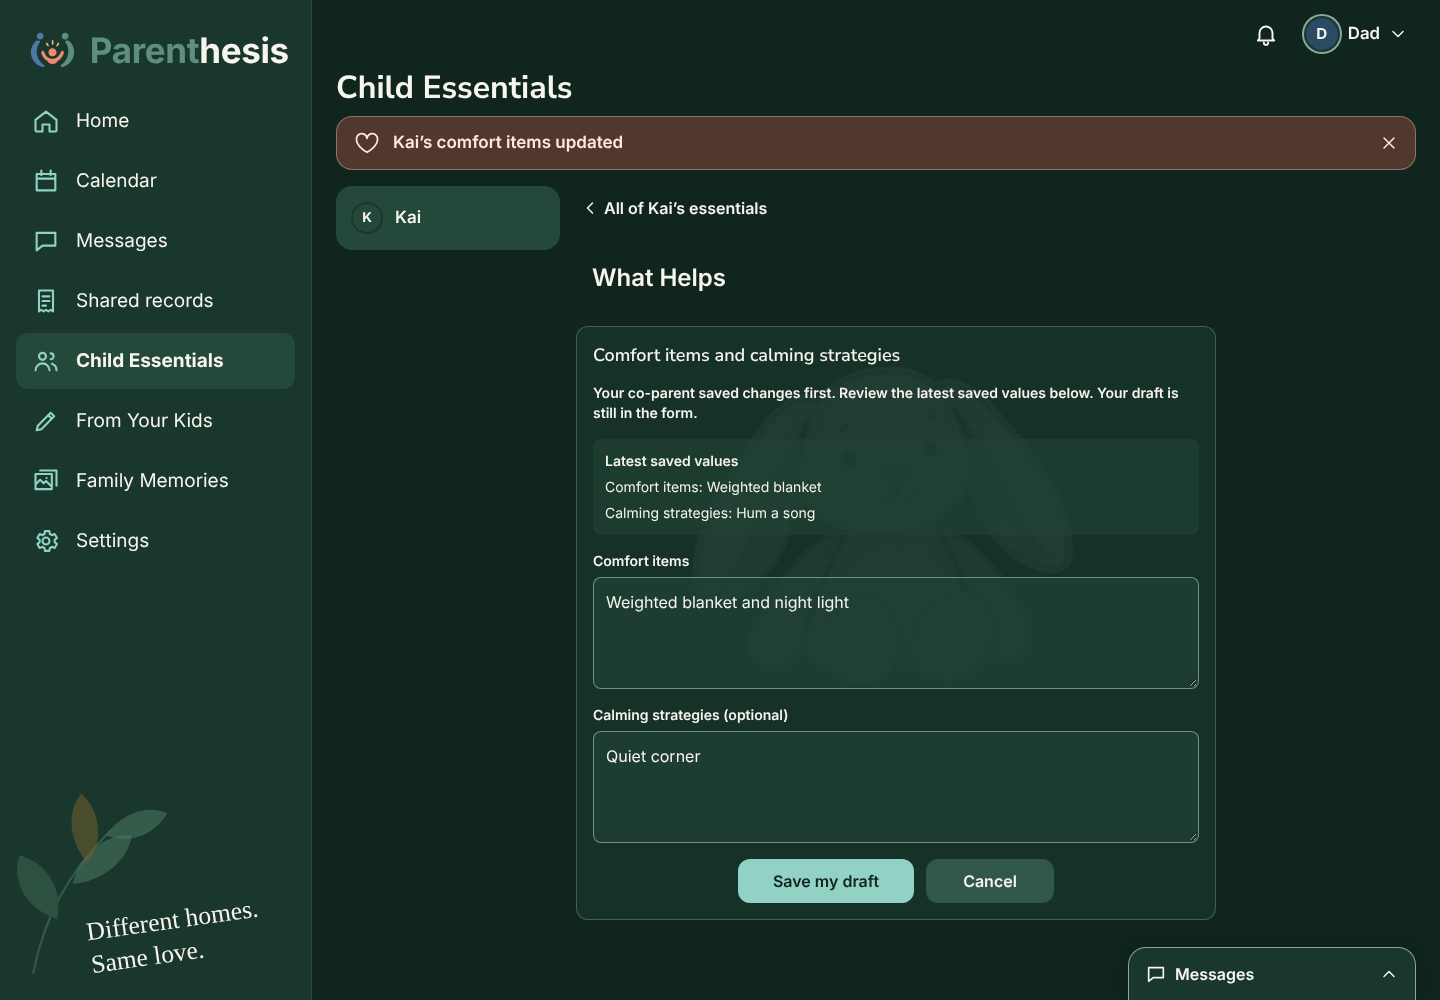 Parenthesis
Home
Calendar
Messages
Shared records
Child Essentials
From Your Kids
Family Memories
Settings
Different homes.
Same love.
D
Dad
Child Essentials
Kai’s comfort items updated
K
Kai
All of Kai’s essentials
What Helps
Comfort items and calming strategies
Your co-parent saved changes first. Review the latest saved values below. Your draft is
still in the form.
Latest saved values
Comfort items: Weighted blanket
Calming strategies: Hum a song
Comfort items
Weighted blanket and night light
Calming strategies (optional)
Quiet corner
Save my draft
Cancel
Messages